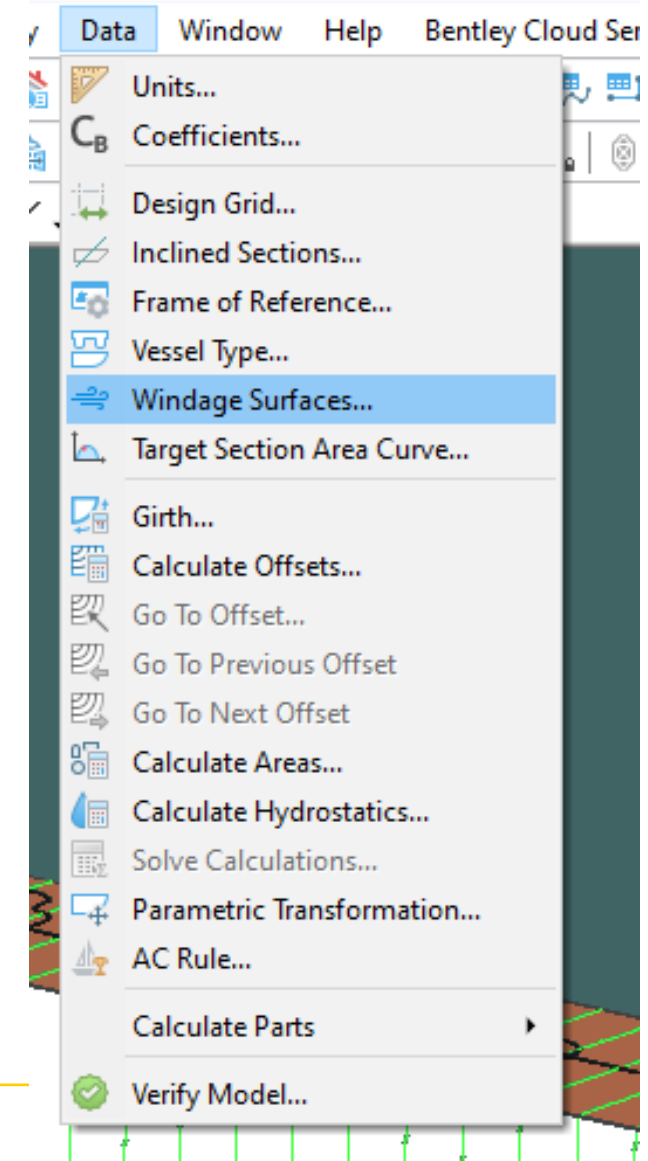 y Data Window Help Bentley Cloud Ser
Units...
CB Coefficients...
Design Grid...
Inclined Sections...
Frame of Reference...
Vessel Type...
Windage Surfaces...
Target Section Area Curve...
Girth...
Calculate Offsets...
Go To Offset...
Go To Previous Offset
Go To Next Offset
Calculate Areas...
Calculate Hydrostatics...
Solve Calculations...
Parametric Transformation...
AC Rule...
Calculate Parts
Verify Model...